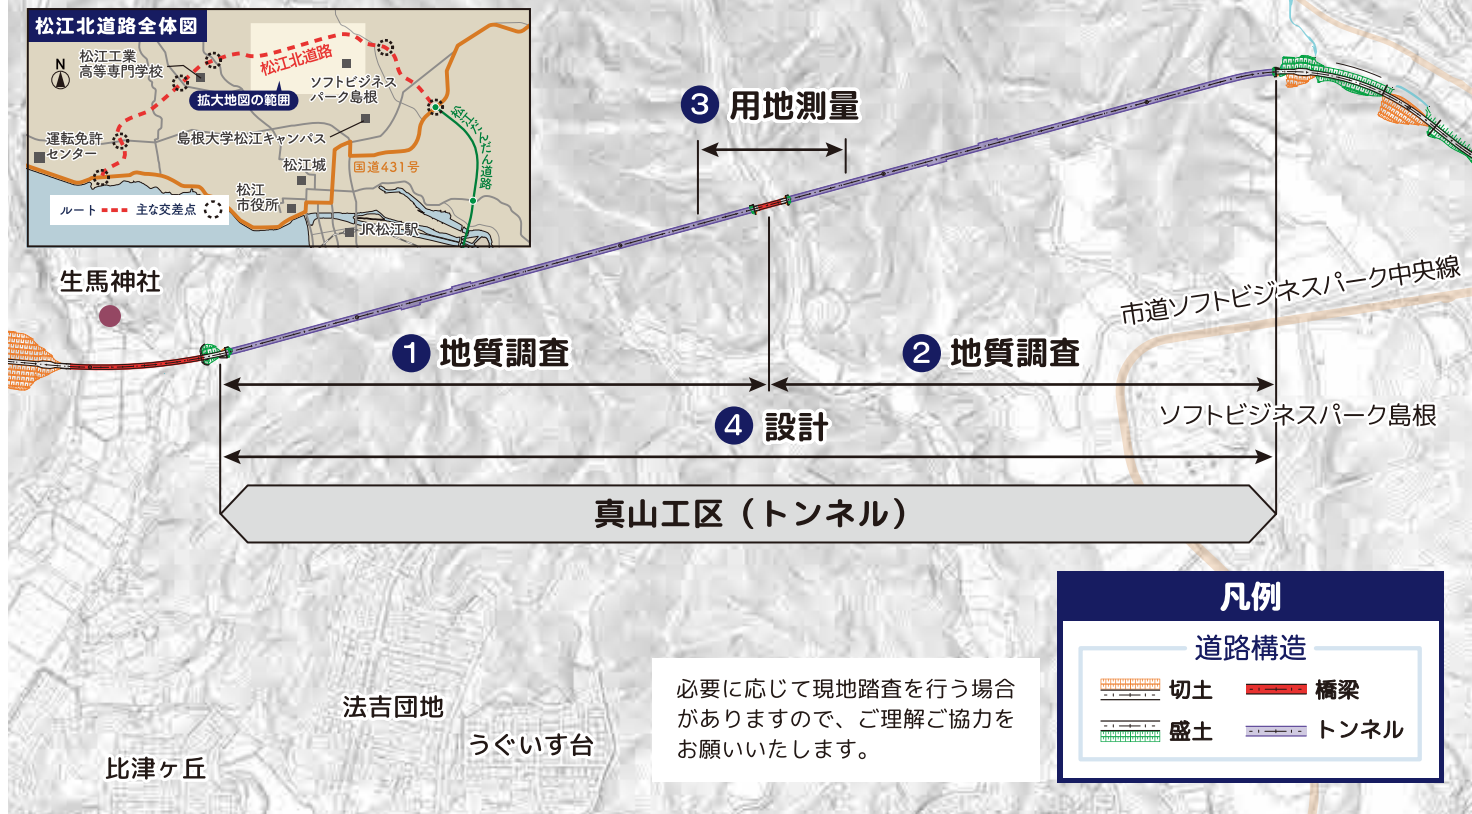 松江北道路全体図
N
松江工業
高等専門学校
松江北道路
ソフトビジネス
パーク島根
拡大地図の範囲
運転免許
センター
島根大学松江キャンパス
松江城
国道431号
松江だんだん道路
松江
市役所
ルート
主な交差点
JR松江駅
3 用地測量
生馬神社
市道ソフトビジネスパーク中央線
1 地質調査
2 地質調査
ソフトビジネスパーク島根
4 設計
真山工区（トンネル）
凡例
道路構造
切土
橋梁
盛土
トンネル
必要に応じて現地踏査を行う場合
がありますので、ご理解ご協力を
お願いいたします。
法吉団地
うぐいす台
比津ヶ丘